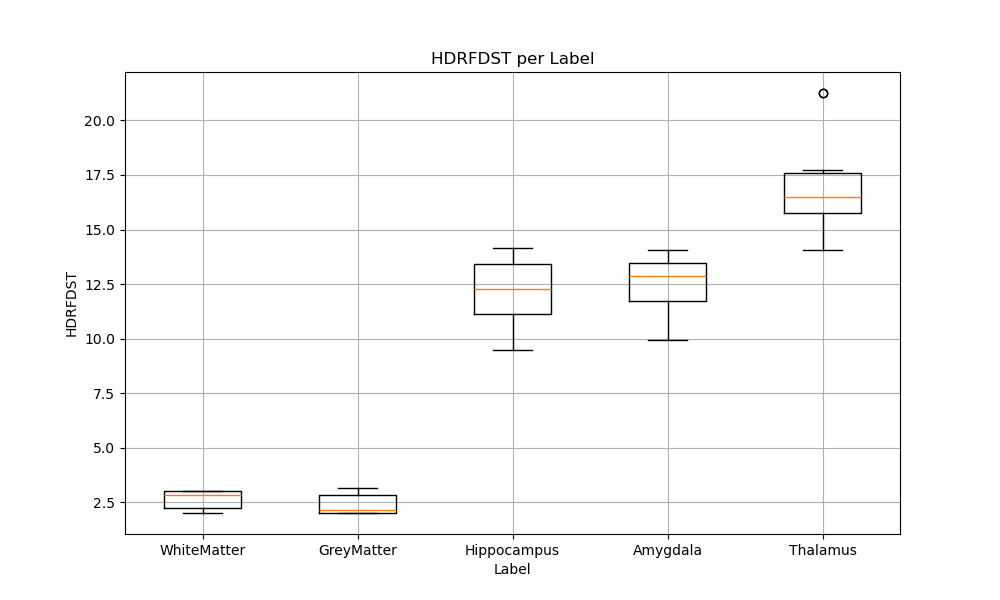 HDRFDST per Label
HDRFDST
20.0
17.5
15.0
12.5
10.0
7.5
5.0
2.5
WhiteMatter GreyMatter Hippocampus Amygdala Thalamus
Label